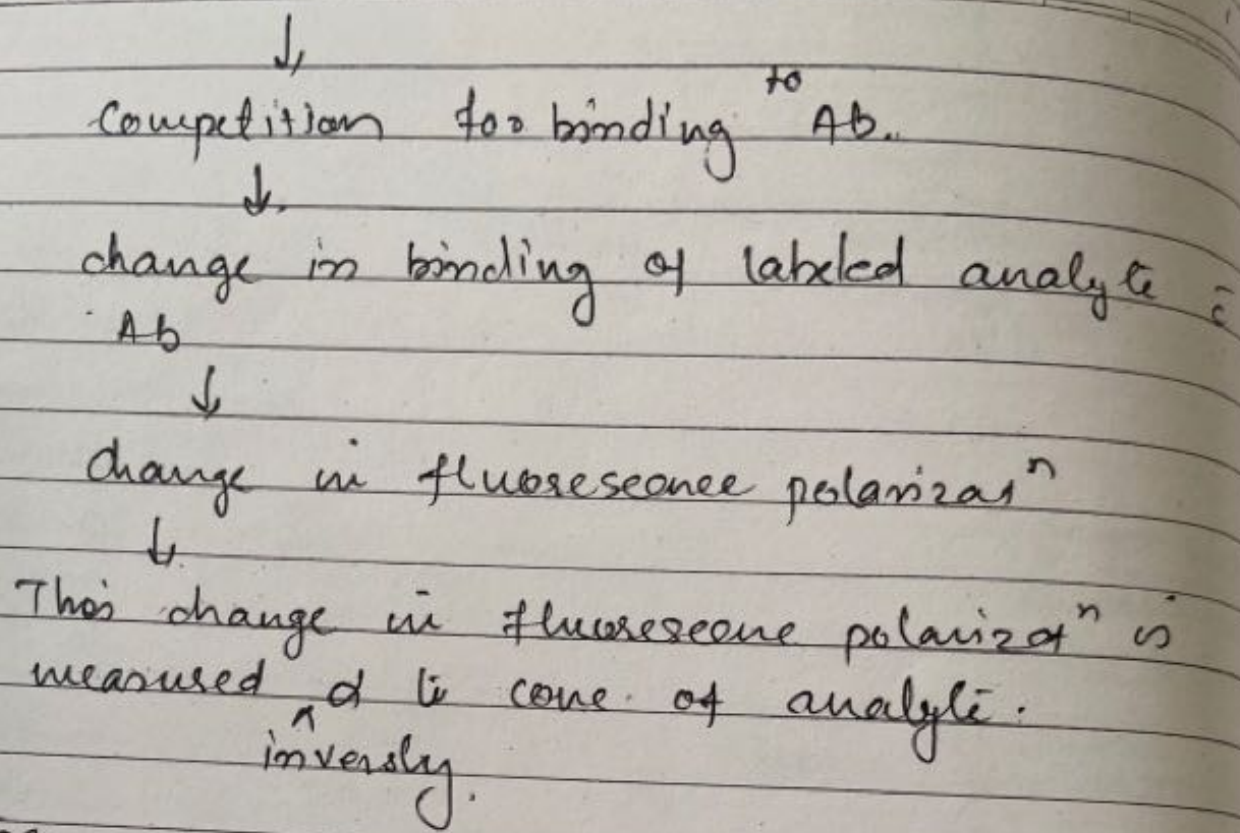 ↓
Competition for binding to Ab.
↓
change in binding of labeled analyte c̄
Ab
↓
change in fluorescence polarizatⁿ
↓
This change in fluorescence polarizatⁿ is
measured ^ α to conc. of analyte.
inversly.